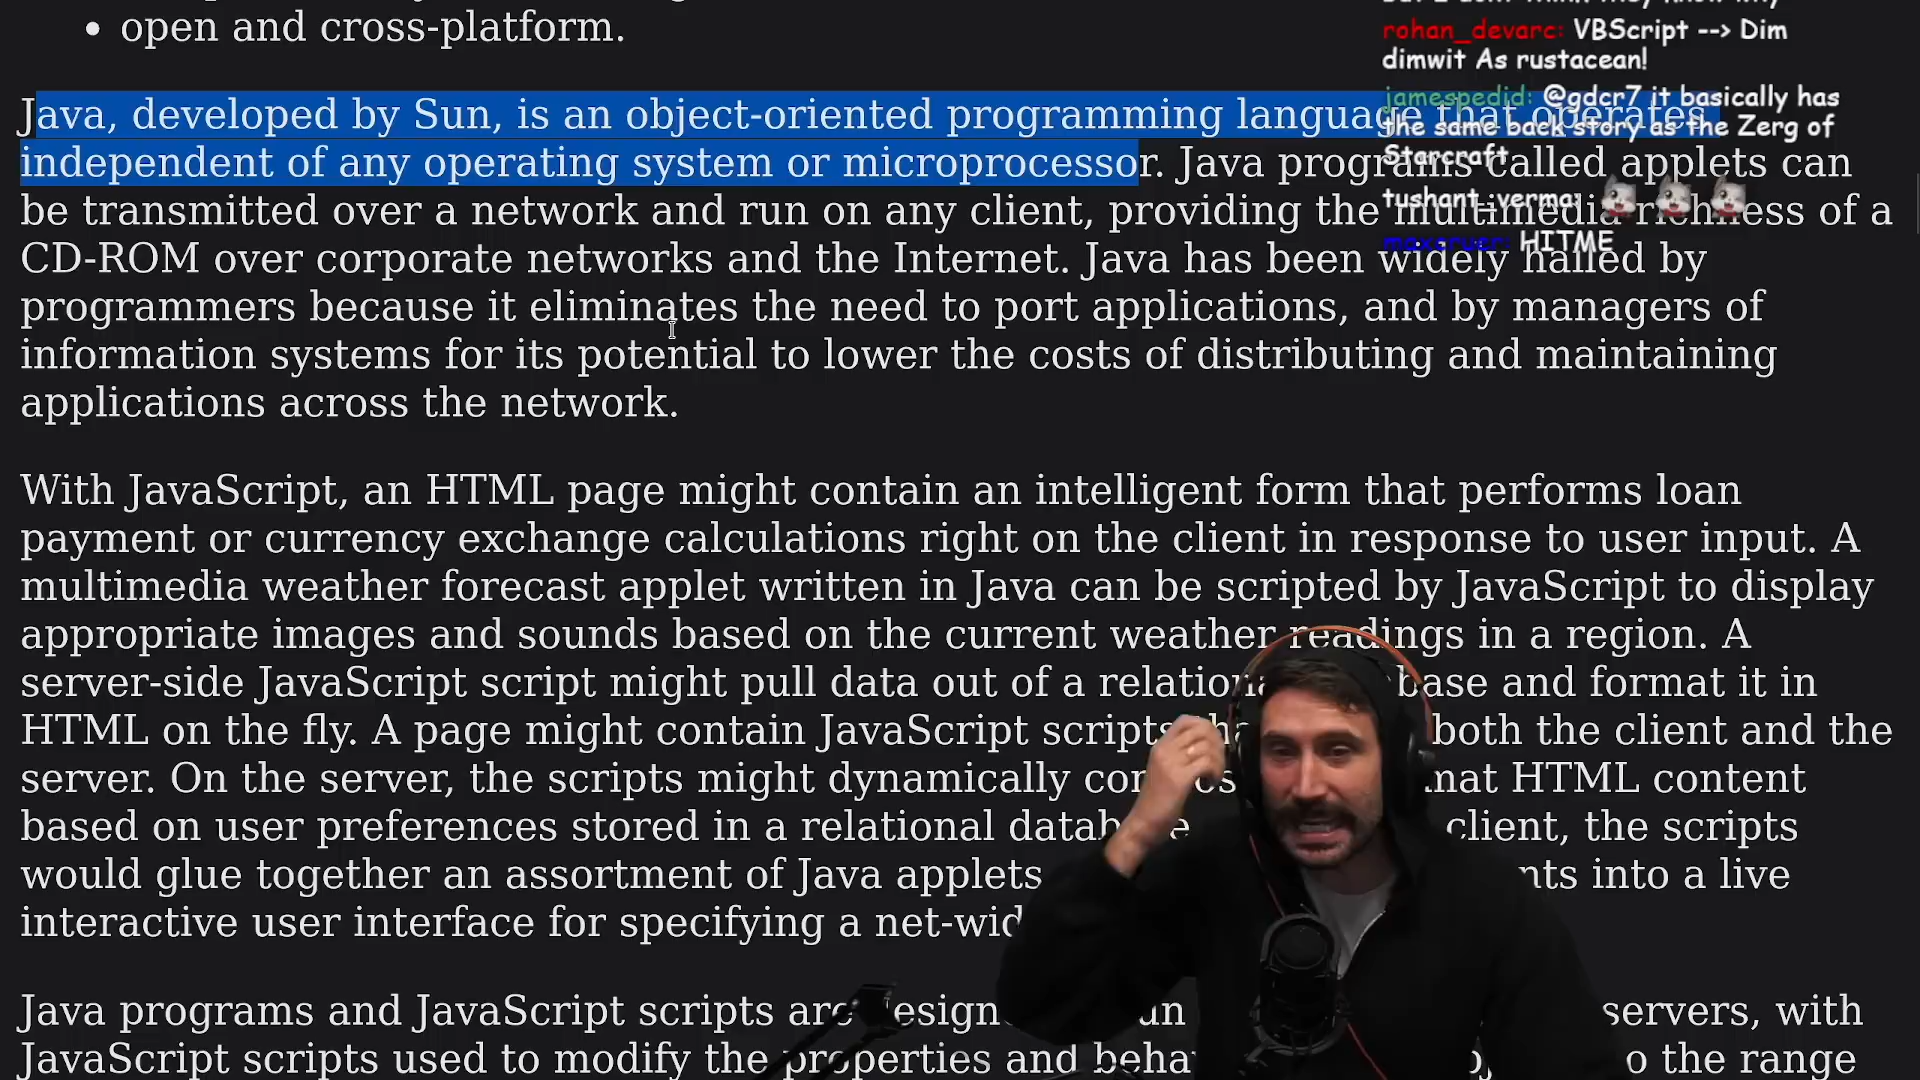 open and cross-platform.
Java, developed by Sun, is an object-oriented programming language that operates
independent of any operating system or microprocessor. Java programs called applets can
be transmitted over a network and run on any client, providing the multimedia richness of a
CD-ROM over corporate networks and the Internet. Java has been widely hailed by
programmers because it eliminates the need to port applications, and by managers of
information systems for its potential to lower the costs of distributing and maintaining
applications across the network.
With JavaScript, an HTML page might contain an intelligent form that performs loan
payment or currency exchange calculations right on the client in response to user input. A
multimedia weather forecast applet written in Java can be scripted by JavaScript to display
appropriate images and sounds based on the current weather readings in a region. A
server-side JavaScript script might pull data out of a base and format it in
HTML on the fly. A page might contain JavaScript scripts both the client and the
server. On the server, the scripts might dynamically HTML content
based on user preferences stored in a relational client, the scripts
would glue together an assortment of Java applets into a live
interactive user interface for specifying a
Java programs and JavaScript scripts are servers, with
JavaScript scripts used to modify the properties and the range
rohan_devarc: VBScript --> Dim
dimwit As rustacean!
jamespedid: @gdcr7 it basically has
the same back story as the Zerg of
Starcraft
tushant_verma:
HITME